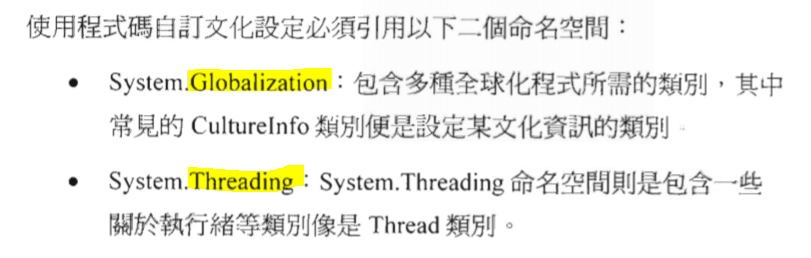 使用程式碼自訂文化設定必須引用以下二個命名空間：
• System.Globalization：包含多種全球化程式所需的類別，其中
常見的 CultureInfo 類別便是設定某文化資訊的類別。
• System.Threading：System.Threading 命名空間則是包含一些
關於執行緒等類別像是 Thread 類別。